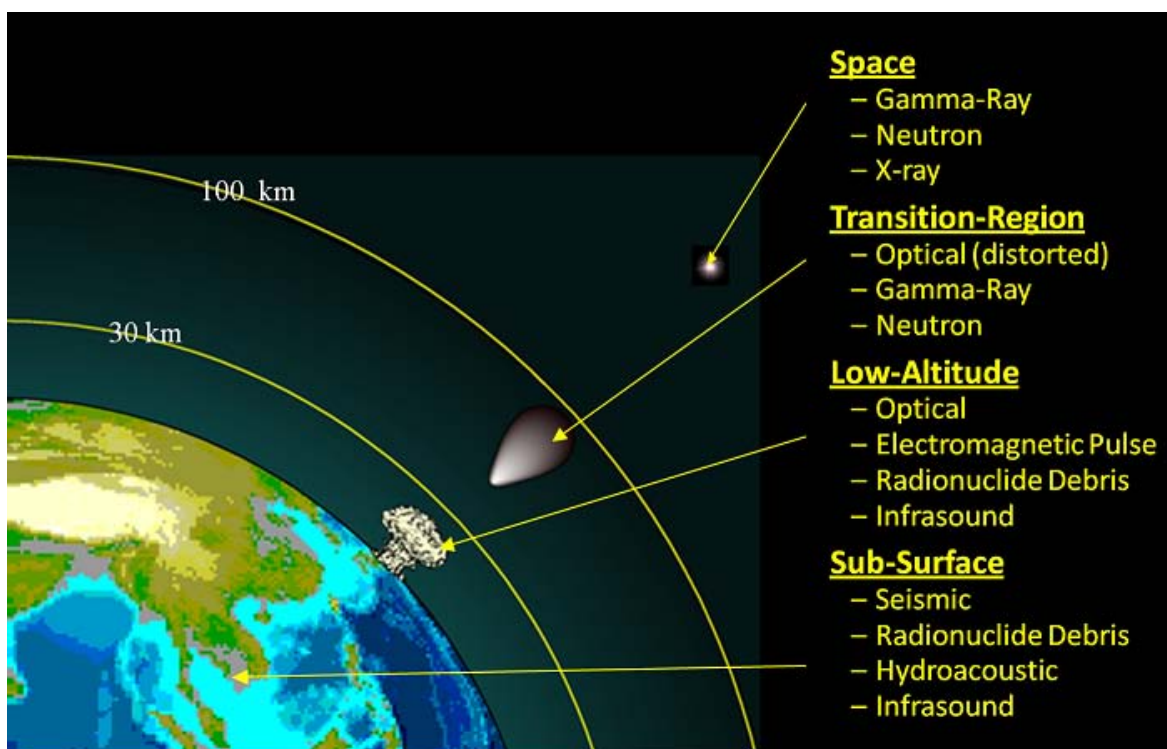 Space
– Gamma-Ray
– Neutron
– X-ray
100 km
Transition-Region
– Optical (distorted)
– Gamma-Ray
– Neutron
30 km
Low-Altitude
– Optical
– Electromagnetic Pulse
– Radionuclide Debris
– Infrasound
Sub-Surface
– Seismic
– Radionuclide Debris
– Hydroacoustic
– Infrasound